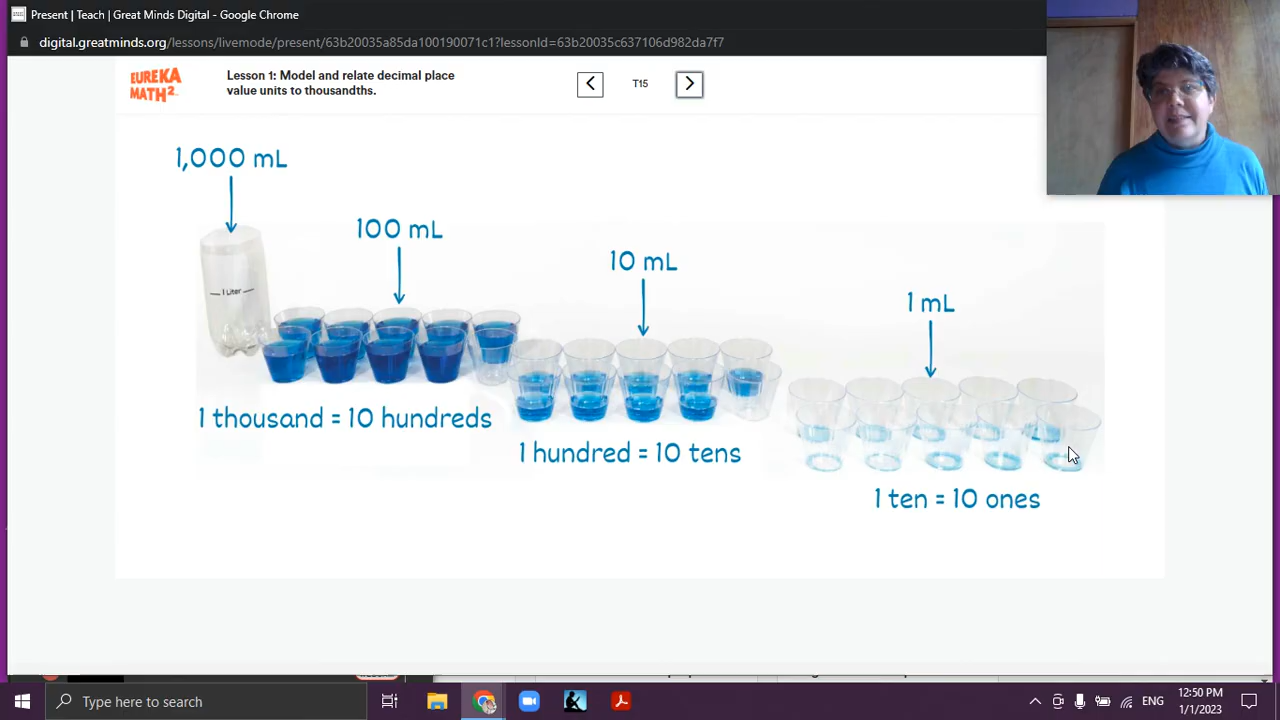 Present | Teach | Great Minds Digital - Google Chrome
digital.greatminds.org/lessons/livemode/present/63b20035a85da100190071c1?lessonId=63b20035c637106d982da7f7
EUREKA
MATH²
Lesson 1: Model and relate decimal place
value units to thousandths.
T15
1,000 mL
100 mL
10 mL
1 mL
1 Liter
1 thousand = 10 hundreds
1 hundred = 10 tens
1 ten = 10 ones
Type here to search
ENG
12:50 PM
1/1/2023